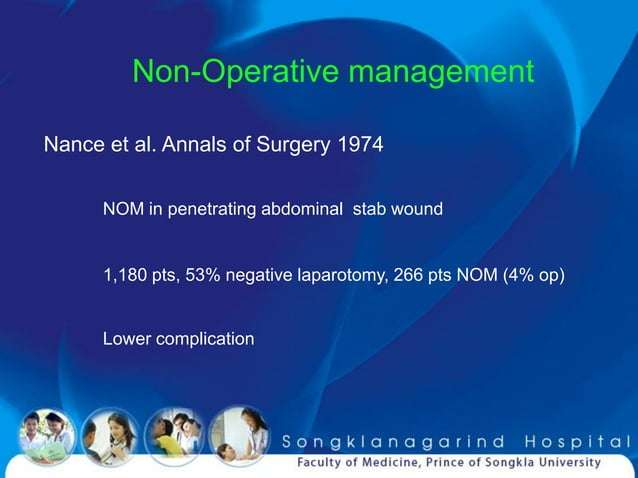 Non-Operative management
Nance et al. Annals of Surgery 1974
NOM in penetrating abdominal stab wound
1,180 pts, 53% negative laparotomy, 266 pts NOM (4% op)
Lower complication
Songklanagarind Hospital
Faculty of Medicine, Prince of Songkla University